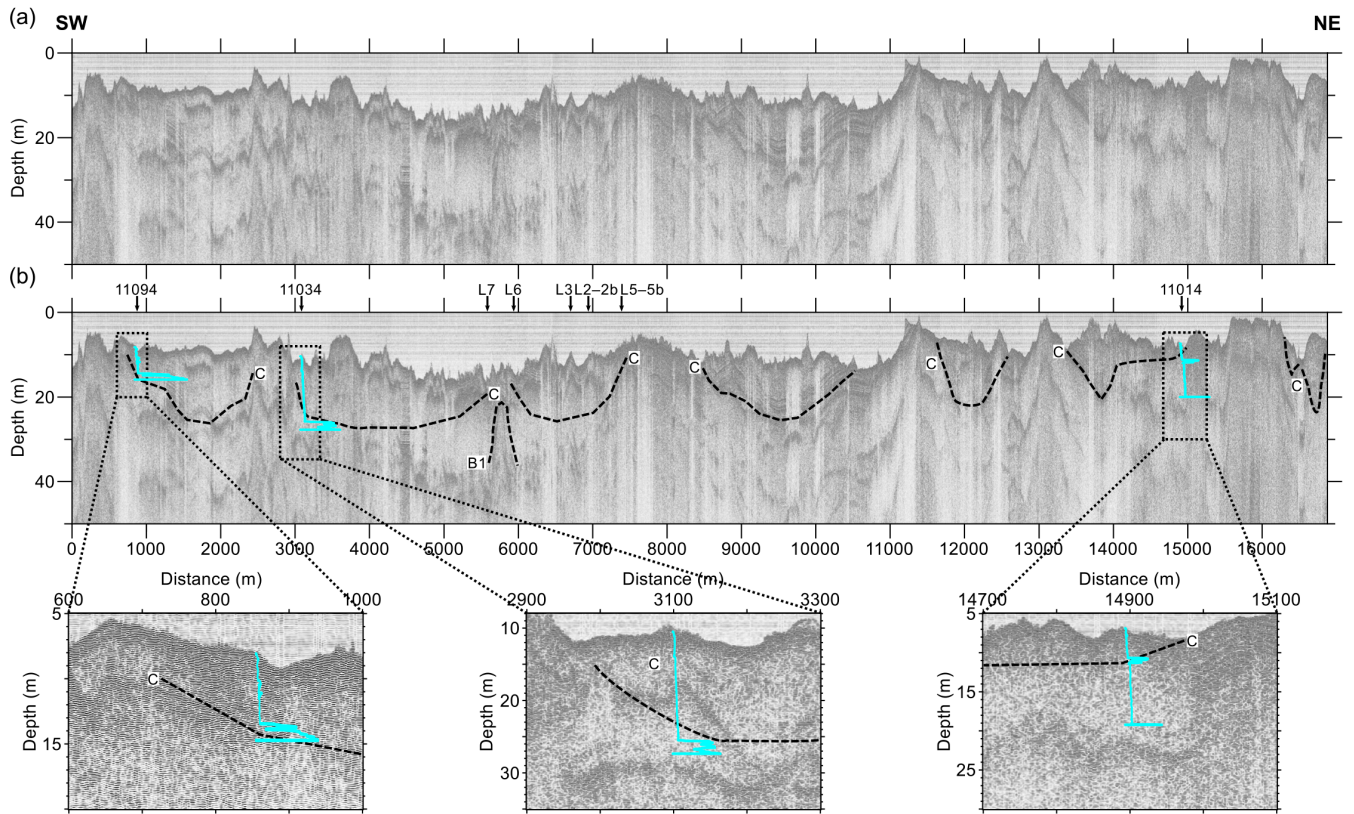 (a) SW NE
0
20
40
Depth (m)
(b)
11094 11034 L7 L6 L3 L2–2b L5–5b 11014
0
20
40
Depth (m)
C
C
C
C
C
C
C
B1
0 1000 2000 3000 4000 5000 6000 7000 8000 9000 10000 11000 12000 13000 14000 15000 16000
Distance (m) Distance (m) Distance (m)
600 800 1000
5
15
Depth (m)
C
2900 3100 3300
10
20
30
Depth (m)
C
14700 14900 15100
5
15
25
Depth (m)
C